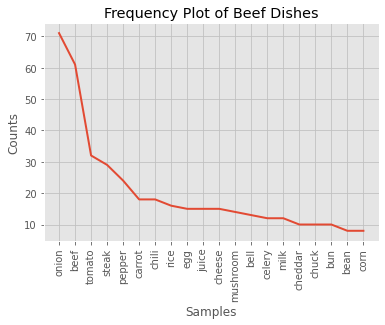 Frequency Plot of Beef Dishes
70
60
50
40
30
20
10
Counts
onion
beef
tomato
steak
pepper
carrot
chili
rice
egg
juice
cheese
mushroom
bell
celery
milk
cheddar
chuck
bun
bean
corn
Samples